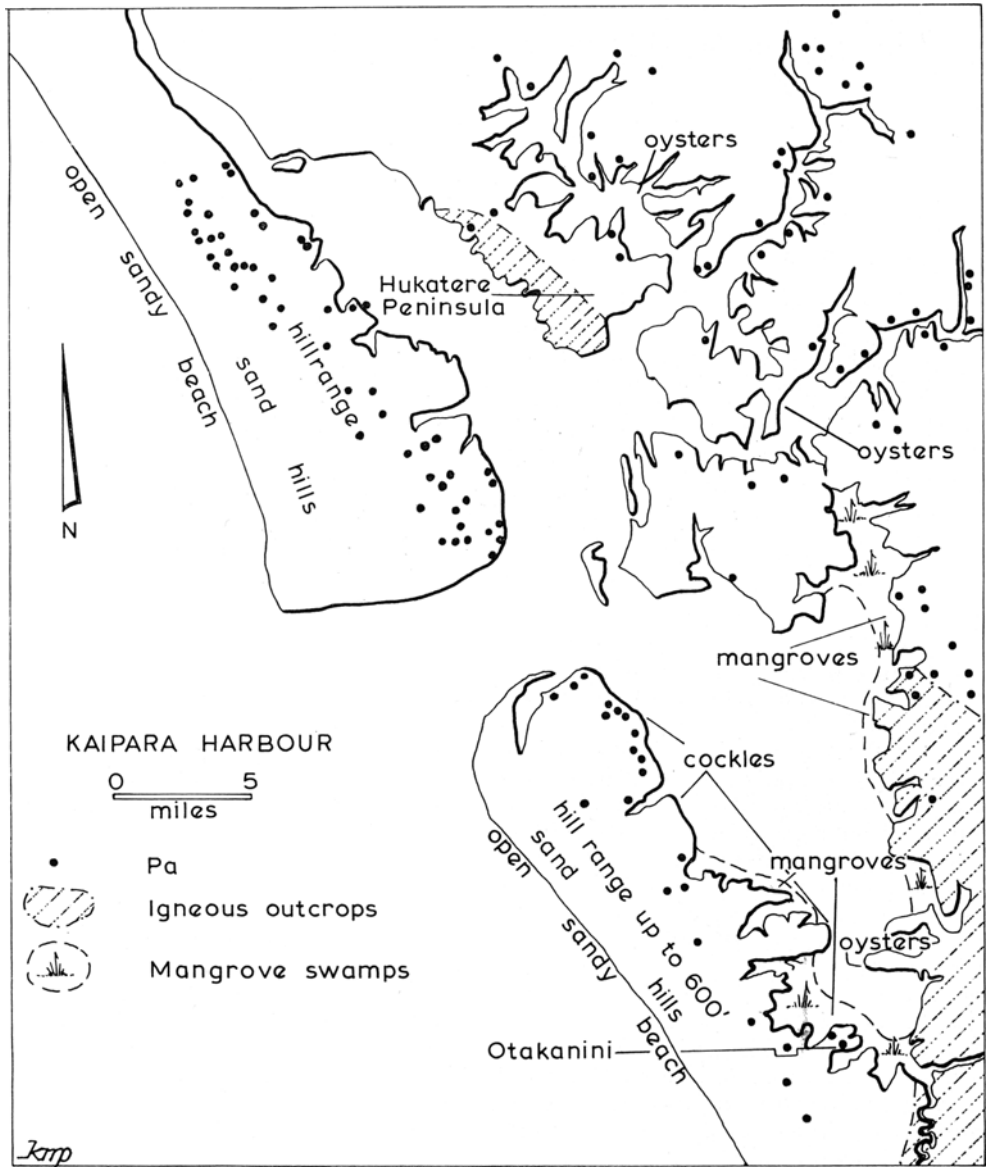 oysters
open
sandy
beach
Hukatere
Peninsula
hillrange
sand
hills
oysters
N
mangroves
KAIPARA HARBOUR
0 5
miles
cockles
Pa
Igneous outcrops
Mangrove swamps
hill range up to 600'
sand
hills
open
sandy
beach
mangroves
oysters
Otakanini